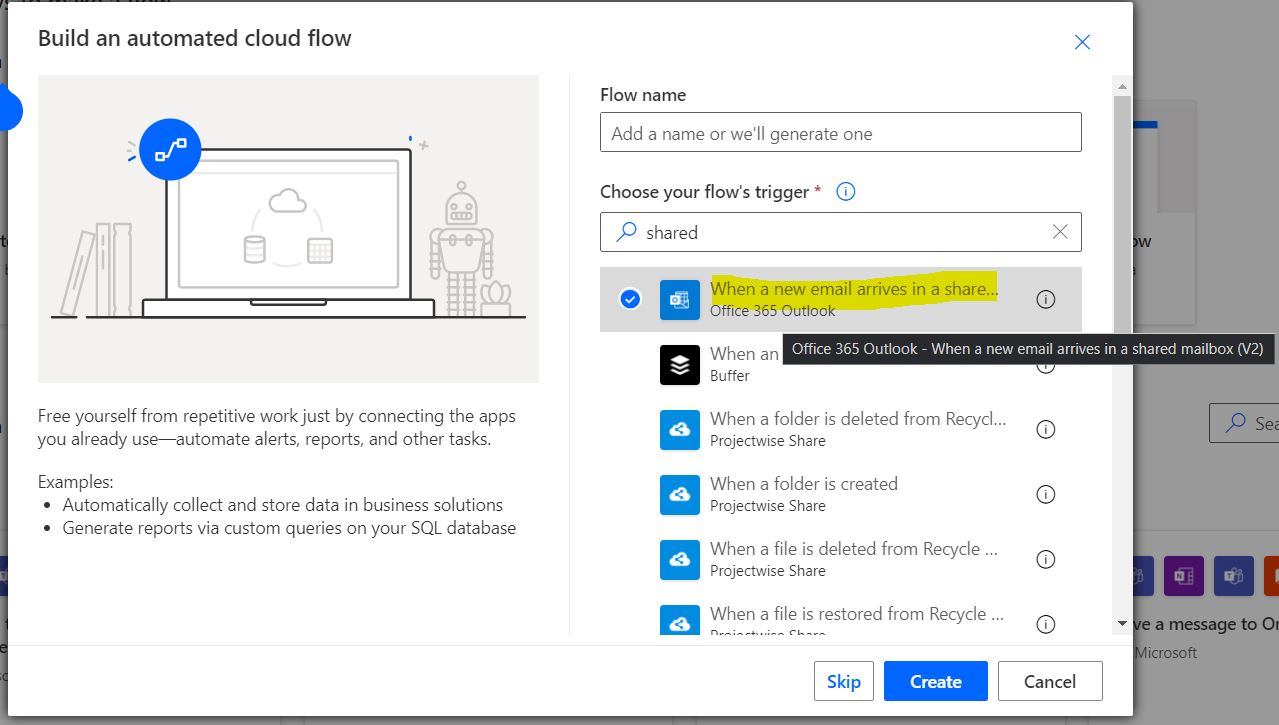 Build an automated cloud flow
Free yourself from repetitive work just by connecting the apps
you already use—automate alerts, reports, and other tasks.
Examples:
• Automatically collect and store data in business solutions
• Generate reports via custom queries on your SQL database
Flow name
Add a name or we'll generate one
Choose your flow's trigger *
shared
When a new email arrives in a share...
Office 365 Outlook
Office 365 Outlook - When a new email arrives in a shared mailbox (V2)
When an
Buffer
When a folder is deleted from Recycl...
Projectwise Share
When a folder is created
Projectwise Share
When a file is deleted from Recycle ...
Projectwise Share
When a file is restored from Recycle ...
Projectwise Share
Skip
Create
Cancel
ow
Sea
ve a message to On
Microsoft